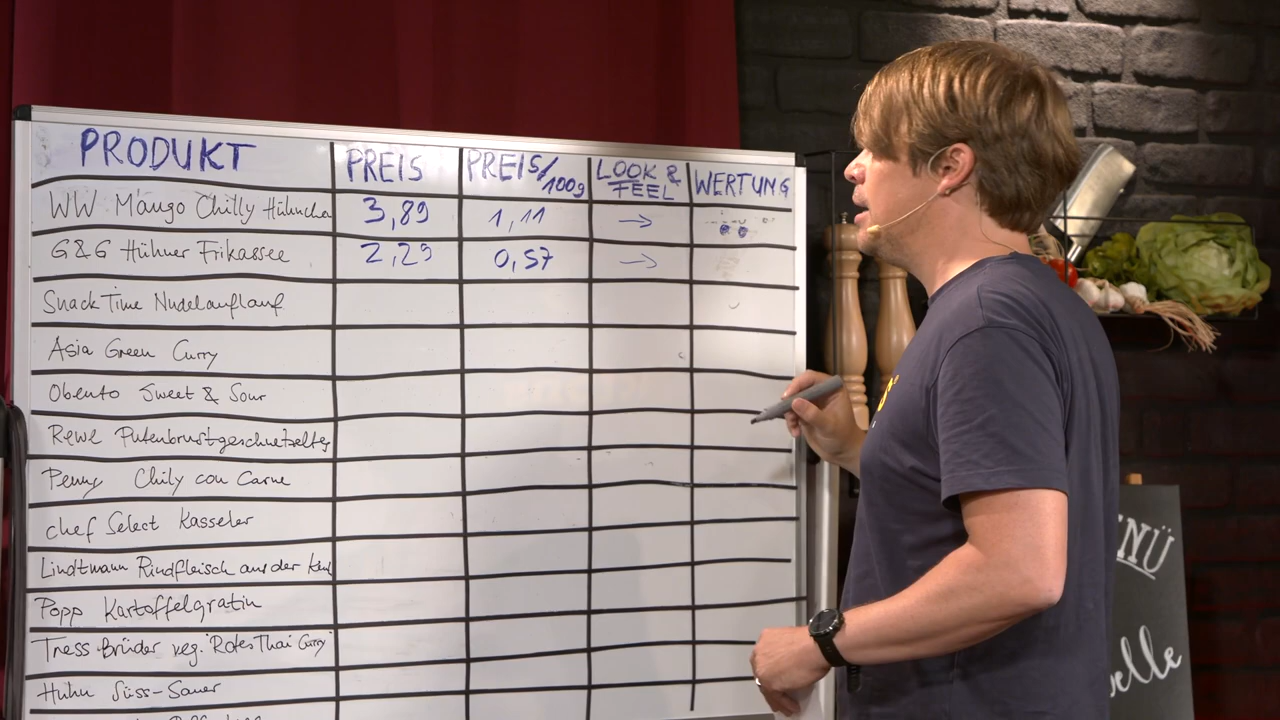 PRODUKT PREIS PREIS/100g LOOK & FEEL WERTUNG
WW Mango Chilly Hühnchen 3,89 1,11 →
G&G Hühner Frikassee 2,29 0,57 →
Snack Time Nudelauflauf
Asia Green Curry
Obento Sweet & Sour
Rewe Putenbrustgeschnetzeltes
Penny Chily con Carne
Chef Select Kasseler
Lindtmann Rindfleisch aus der
Popp Kartoffelgratin
Tress Brüder veg. Rotes Thai Curry
Huhn Süss-Sauer
NÜ
elle